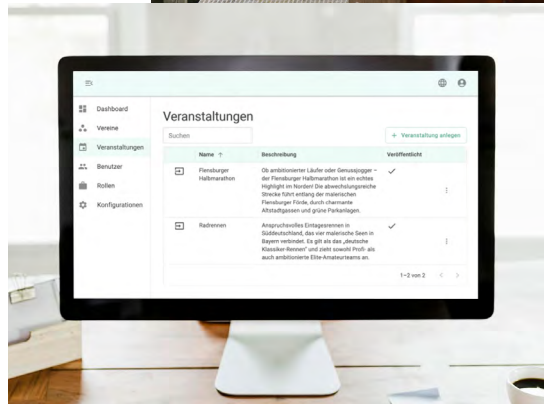 Dashboard
Vereine
Veranstaltungen
Benutzer
Rollen
Konfigurationen
Veranstaltungen
Suchen
+ Veranstaltung anlegen
Name ↑ Beschreibung Veröffentlicht
Flensburger
Halbmarathon
Ob ambitionierter Läufer oder Genussjogger –
der Flensburger Halbmarathon ist ein echtes
Highlight im Norden! Die abwechslungsreiche
Strecke führt entlang der malerischen
Flensburger Förde, durch charmante
Altstadtgassen und grüne Parkanlagen.
Radrennen
Anspruchsvolles Eintagesrennen in
Süddeutschland, das vier malerische Seen in
Bayern verbindet. Es gilt als das „deutsche
Klassiker-Rennen" und zieht sowohl Profi- als
auch ambitionierte Elite-Amateurteams an.
1–2 von 2